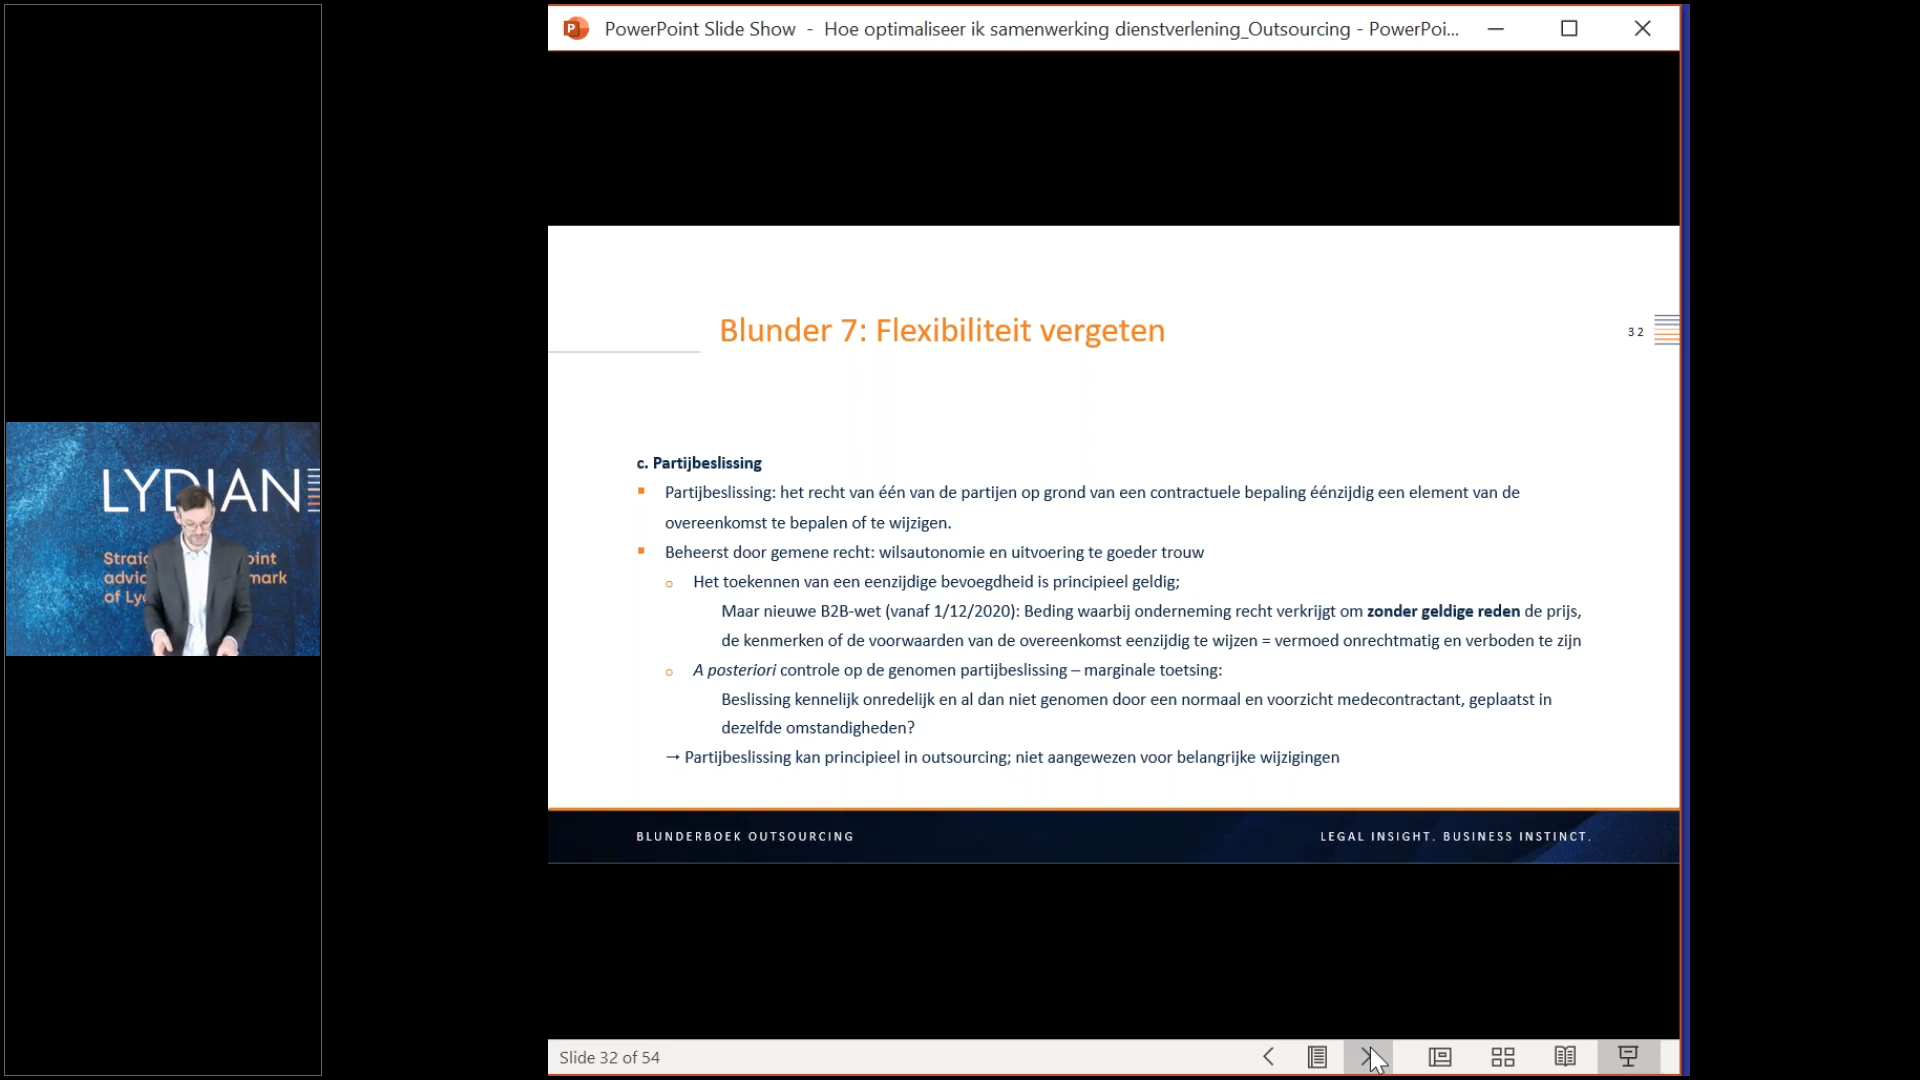 PowerPoint Slide Show - Hoe optimaliseer ik samenwerking dienstverlening_Outsourcing - PowerPoi...
Blunder 7: Flexibiliteit vergeten
32
c. Partijbeslissing
Partijbeslissing: het recht van één van de partijen op grond van een contractuele bepaling éénzijdig een element van de
overeenkomst te bepalen of te wijzigen.
Beheerst door gemene recht: wilsautonomie en uitvoering te goeder trouw
Het toekennen van een eenzijdige bevoegdheid is principieel geldig;
Maar nieuwe B2B-wet (vanaf 1/12/2020): Beding waarbij onderneming recht verkrijgt om zonder geldige reden de prijs,
de kenmerken of de voorwaarden van de overeenkomst eenzijdig te wijzen = vermoed onrechtmatig en verboden te zijn
A posteriori controle op de genomen partijbeslissing – marginale toetsing:
Beslissing kennelijk onredelijk en al dan niet genomen door een normaal en voorzicht medecontractant, geplaatst in
dezelfde omstandigheden?
→ Partijbeslissing kan principieel in outsourcing; niet aangewezen voor belangrijke wijzigingen
BLUNDERBOEK OUTSOURCING
LEGAL INSIGHT. BUSINESS INSTINCT.
Slide 32 of 54
LYDIAN
of